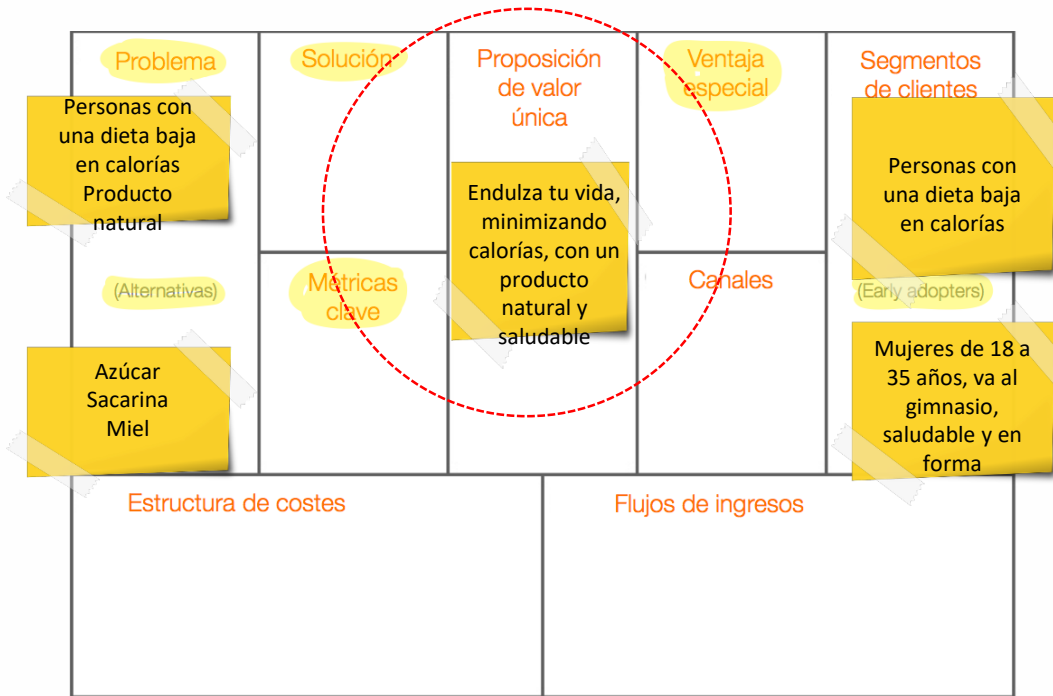 Problema
Personas con
una dieta baja
en calorías
Producto
natural
(Alternativas)
Azúcar
Sacarina
Miel
Solución
Métricas
clave
Proposición
de valor
única
Endulza tu vida,
minimizando
calorías, con un
producto
natural y
saludable
Ventaja
especial
Canales
Segmentos
de clientes
Personas con
una dieta baja
en calorías
(Early adopters)
Mujeres de 18 a
35 años, va al
gimnasio,
saludable y en
forma
Estructura de costes
Flujos de ingresos